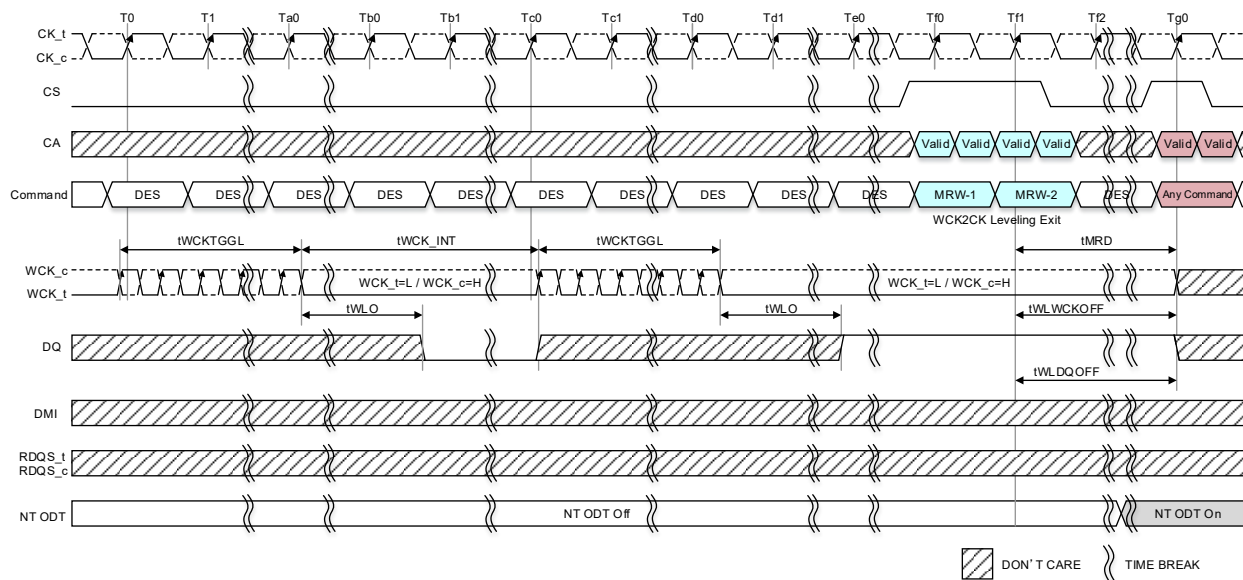 T0 T1 Ta0 Tb0 Tb1 Tc0 Tc1 Td0 Td1 Te0 Tf0 Tf1 Tf2 Tg0
CK_t
CK_c
CS
CA Valid Valid Valid Valid Valid Valid
Command DES DES DES DES DES DES DES DES DES DES MRW-1 MRW-2 DES Any Command
WCK2CK Leveling Exit
tWCKTGGL tWCK_INT tWCKTGGL tMRD
WCK_c
WCK_t=L / WCK_c=H WCK_t=L / WCK_c=H
WCK_t
tWLO tWLO tWLWCKOFF
DQ
tWLDQOFF
DMI
RDQS_t
RDQS_c
NT ODT NT ODT Off NT ODT On
DON'T CARE TIME BREAK